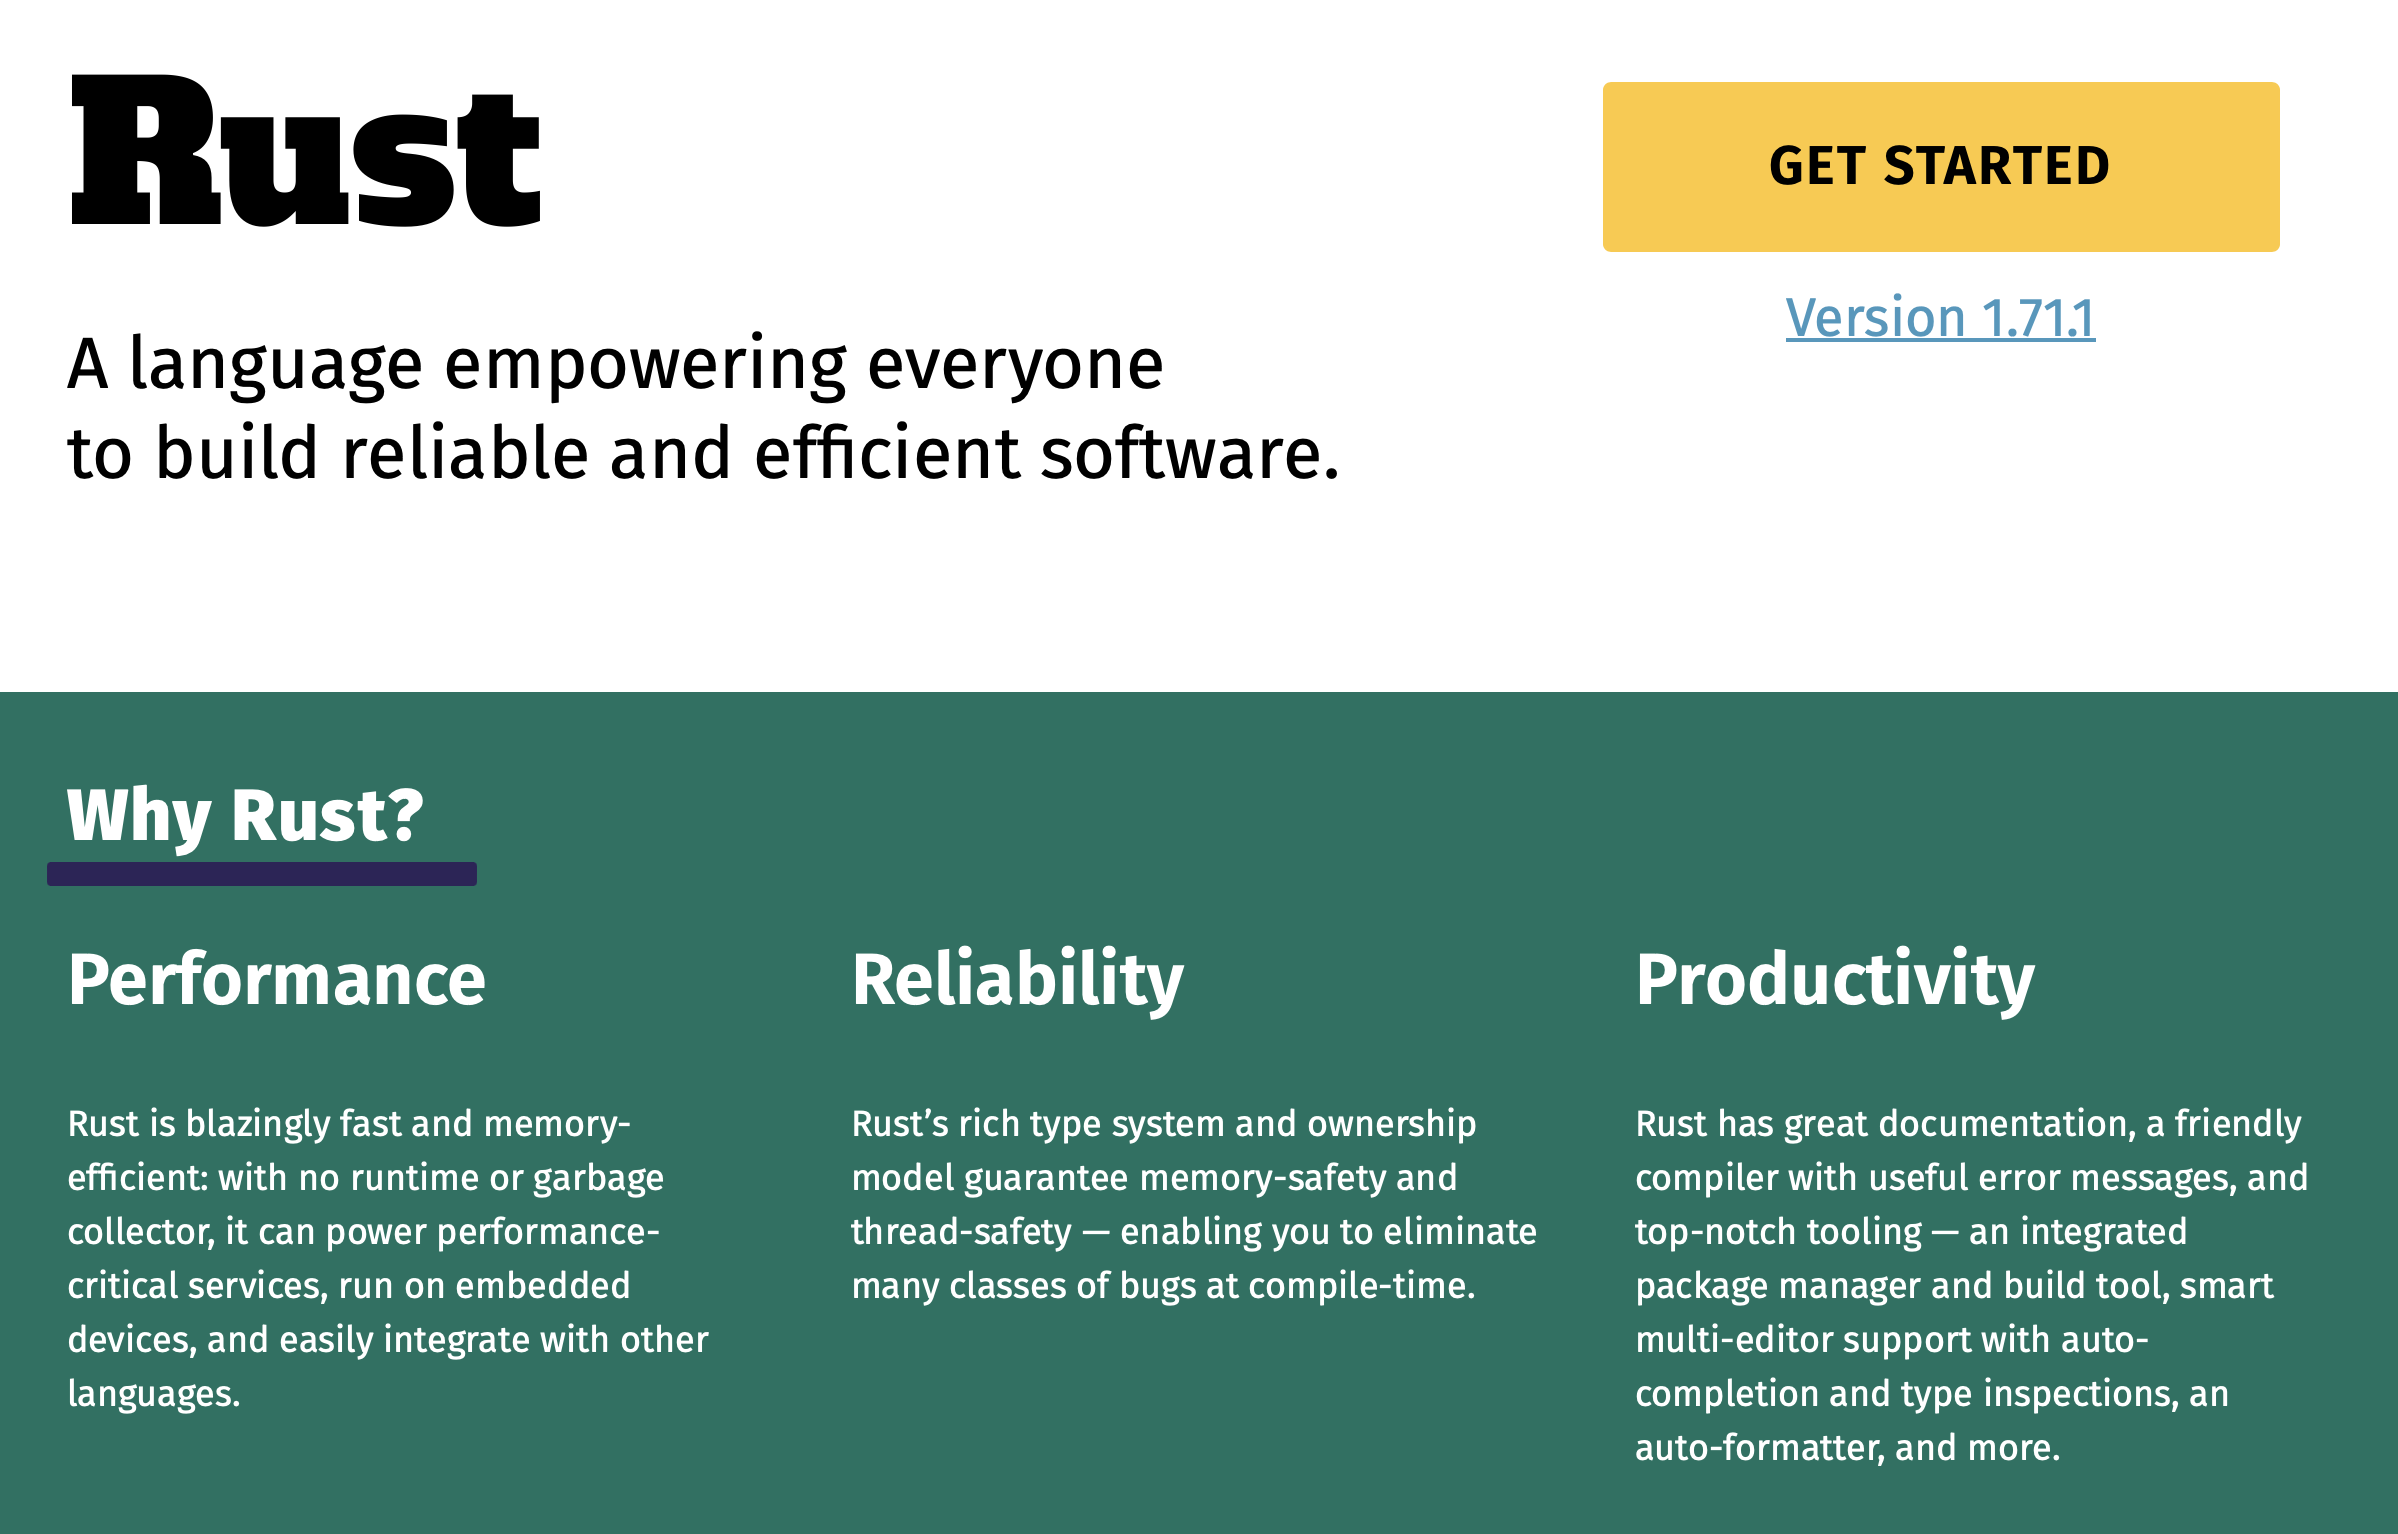 Rust
GET STARTED
Version 1.71.1
A language empowering everyone
to build reliable and efficient software.
Why Rust?
Performance
Rust is blazingly fast and memory-
efficient: with no runtime or garbage
collector, it can power performance-
critical services, run on embedded
devices, and easily integrate with other
languages.
Reliability
Rust’s rich type system and ownership
model guarantee memory-safety and
thread-safety — enabling you to eliminate
many classes of bugs at compile-time.
Productivity
Rust has great documentation, a friendly
compiler with useful error messages, and
top-notch tooling — an integrated
package manager and build tool, smart
multi-editor support with auto-
completion and type inspections, an
auto-formatter, and more.